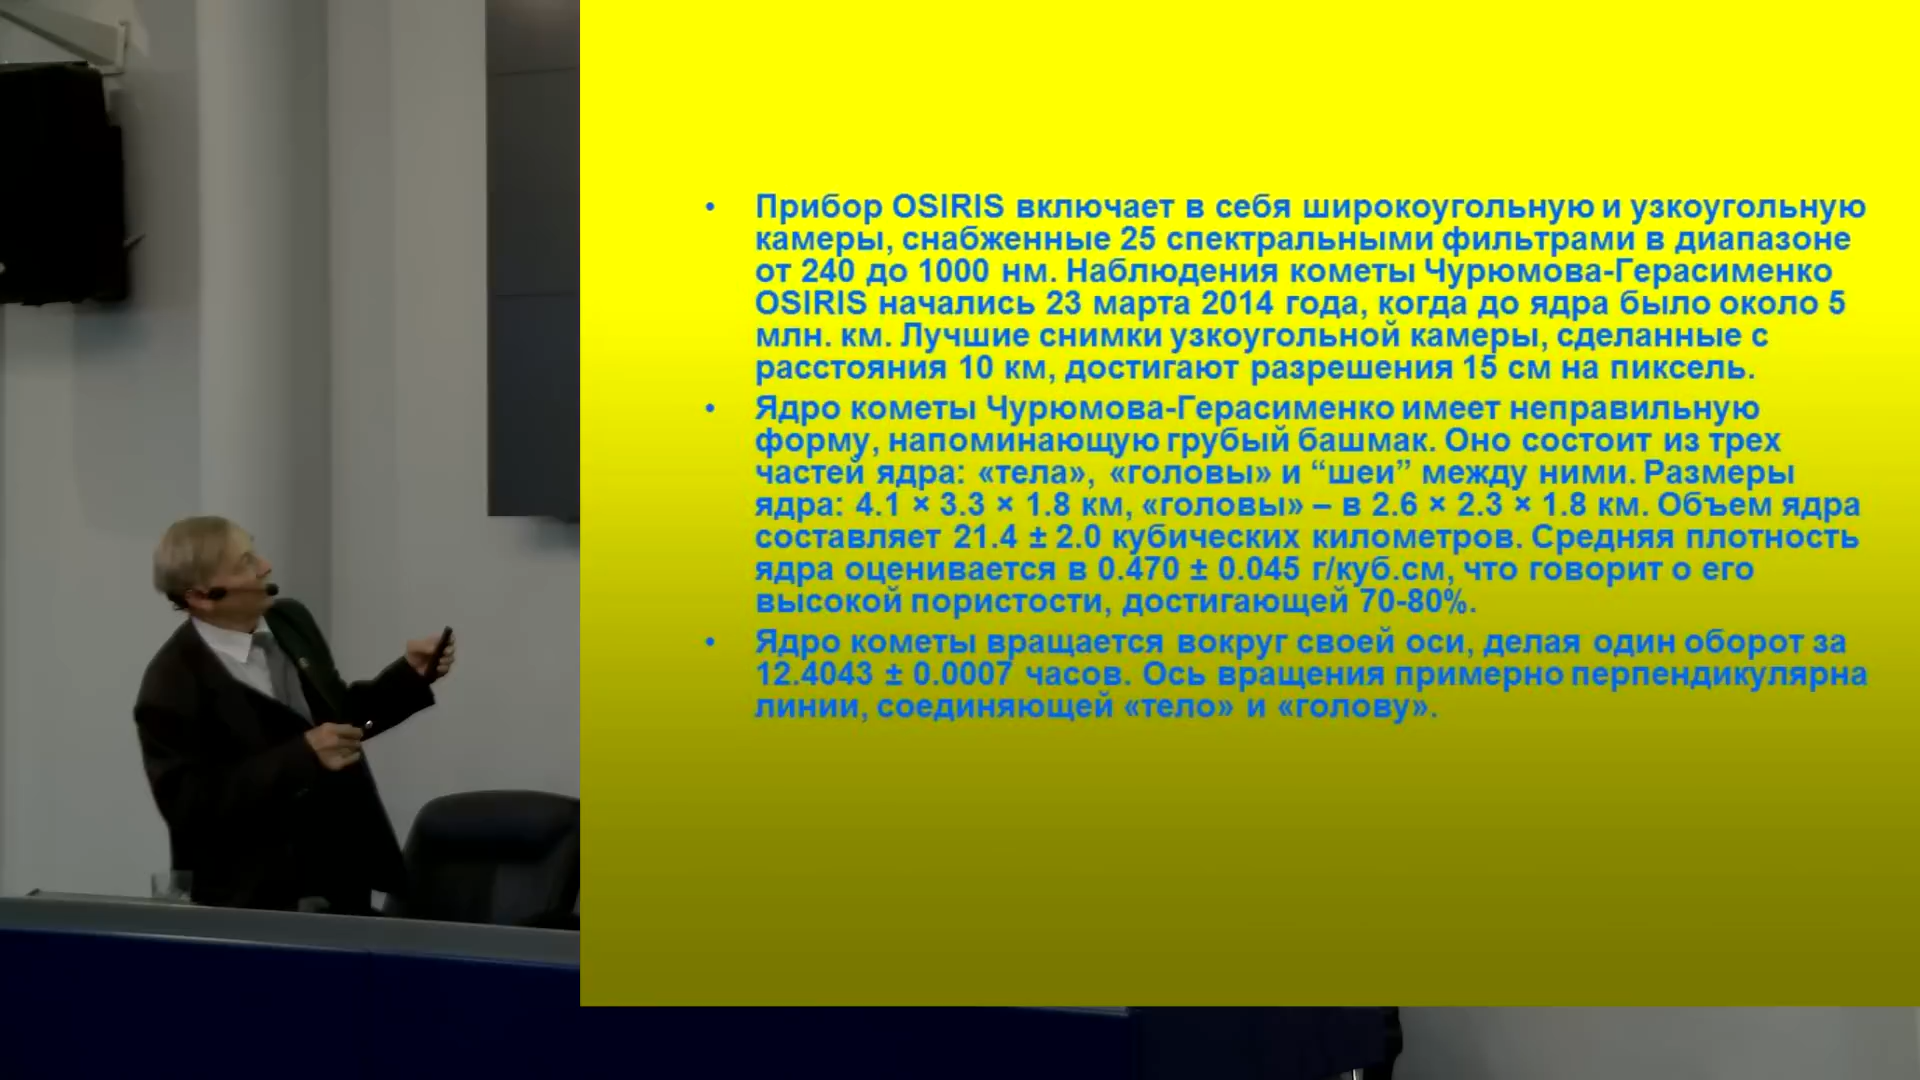 • Прибор OSIRIS включает в себя широкоугольную и узкоугольную
камеры, снабженные 25 спектральными фильтрами в диапазоне
от 240 до 1000 нм. Наблюдения кометы Чурюмова-Герасименко
OSIRIS начались 23 марта 2014 года, когда до ядра было около 5
млн. км. Лучшие снимки узкоугольной камеры, сделанные с
расстояния 10 км, достигают разрешения 15 см на пиксель.
• Ядро кометы Чурюмова-Герасименко имеет неправильную
форму, напоминающую грубый башмак. Оно состоит из трех
частей ядра: «тела», «головы» и “шеи” между ними. Размеры
ядра: 4.1 × 3.3 × 1.8 км, «головы» – в 2.6 × 2.3 × 1.8 км. Объем ядра
составляет 21.4 ± 2.0 кубических километров. Средняя плотность
ядра оценивается в 0.470 ± 0.045 г/куб.см, что говорит о его
высокой пористости, достигающей 70-80%.
• Ядро кометы вращается вокруг своей оси, делая один оборот за
12.4043 ± 0.0007 часов. Ось вращения примерно перпендикулярна
линии, соединяющей «тело» и «голову».